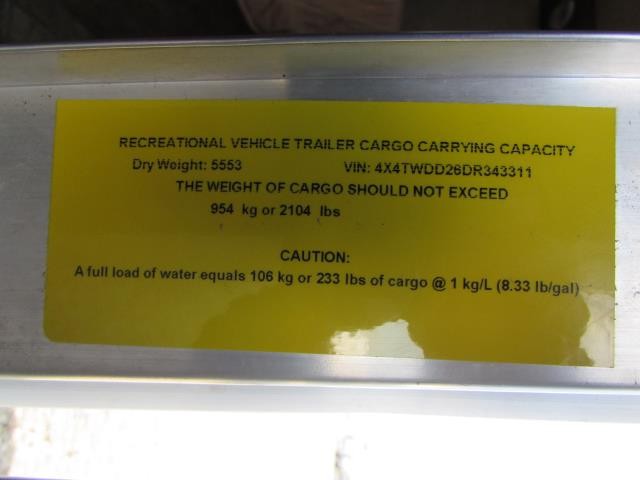 RECREATIONAL VEHICLE TRAILER CARGO CARRYING CAPACITY
Dry Weight: 5553 VIN: 4X4TWDD26DR343311
THE WEIGHT OF CARGO SHOULD NOT EXCEED
954 kg or 2104 lbs
CAUTION:
A full load of water equals 106 kg or 233 lbs of cargo @ 1 kg/L (8.33 lb/gal)